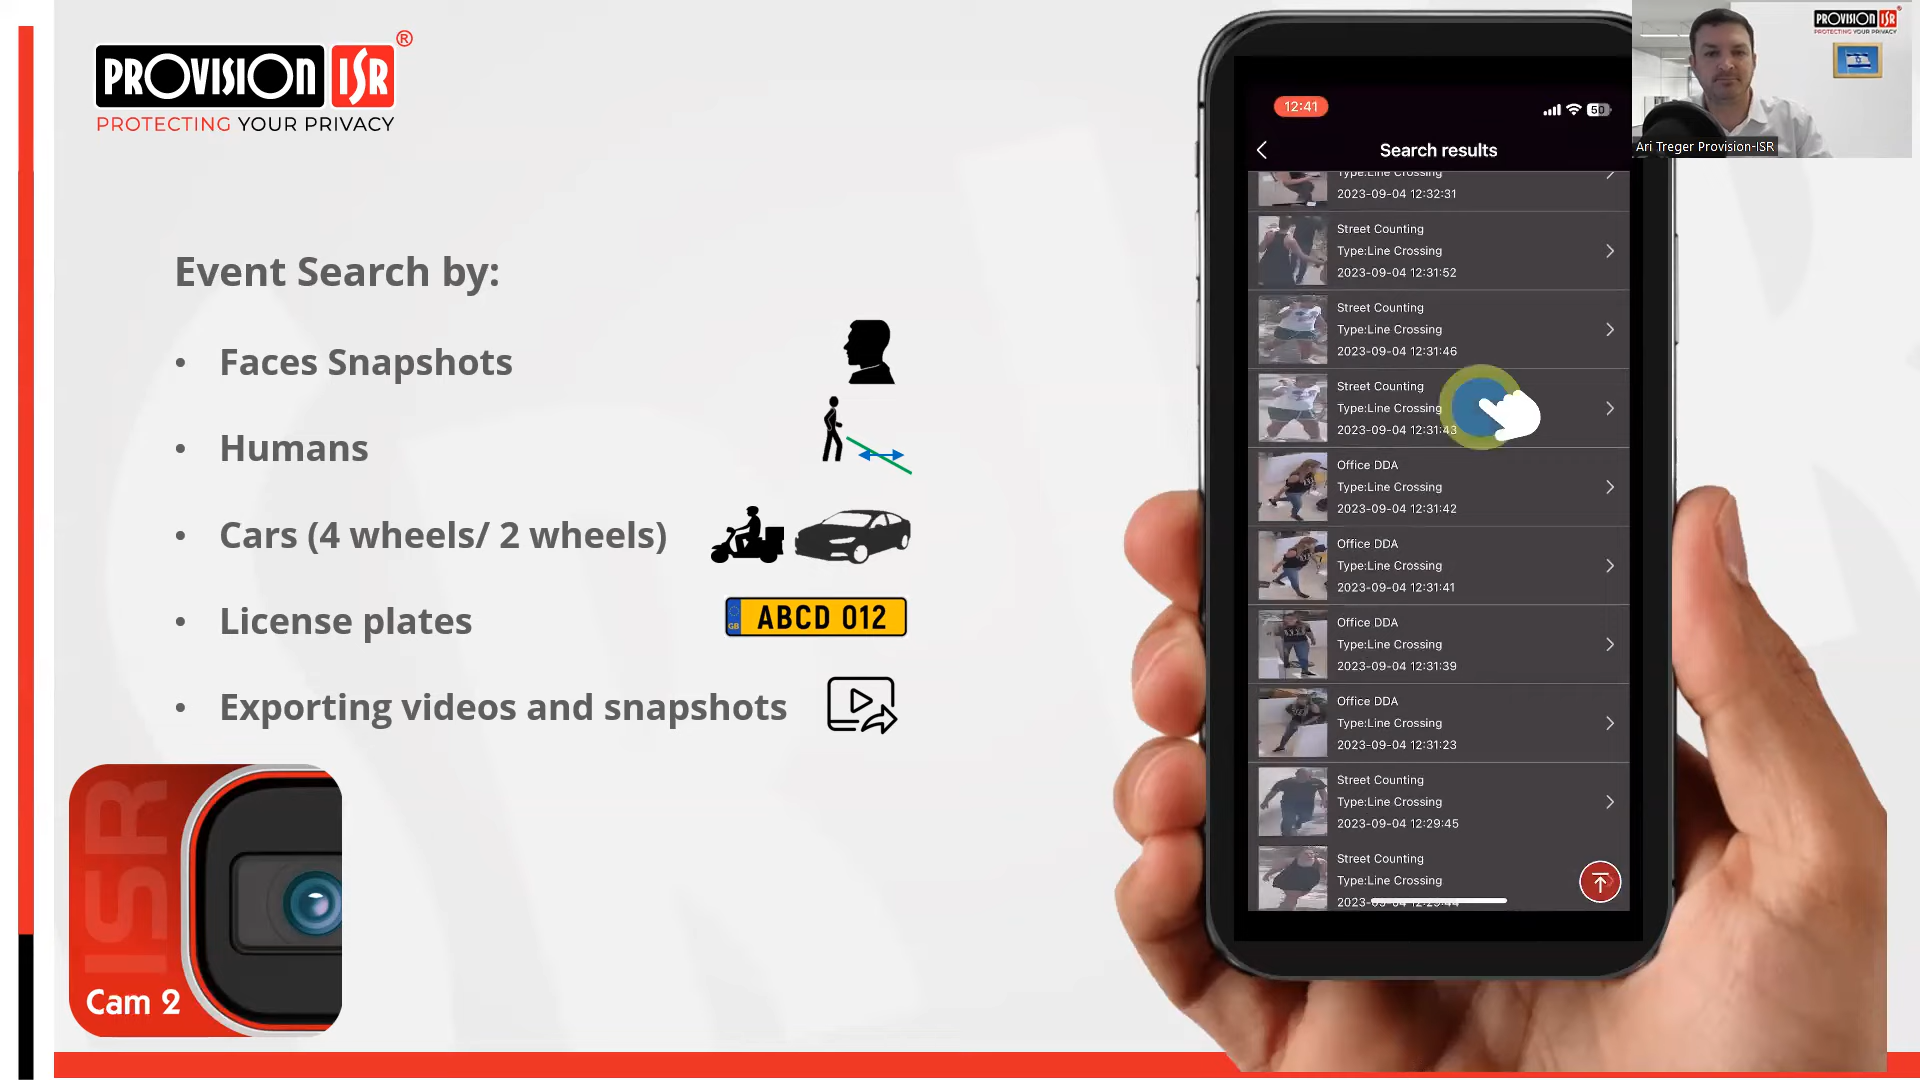 PROVISION ISR®
PROTECTING YOUR PRIVACY
Event Search by:
• Faces Snapshots
• Humans
• Cars (4 wheels/ 2 wheels)
• License plates
GB ABCD 012
• Exporting videos and snapshots
ISR
Cam 2
12:41
50
Search results
Type:Line Crossing
2023-09-04 12:32:31
Street Counting
Type:Line Crossing
2023-09-04 12:31:52
Street Counting
Type:Line Crossing
2023-09-04 12:31:46
Street Counting
Type:Line Crossing
2023-09-04 12:31:43
Office DDA
Type:Line Crossing
2023-09-04 12:31:42
Office DDA
Type:Line Crossing
2023-09-04 12:31:41
Office DDA
Type:Line Crossing
2023-09-04 12:31:39
Office DDA
Type:Line Crossing
2023-09-04 12:31:23
Street Counting
Type:Line Crossing
2023-09-04 12:29:45
Street Counting
Type:Line Crossing
PROVISION ISR®
PROTECTING YOUR PRIVACY
Ari Treger Provision-ISR